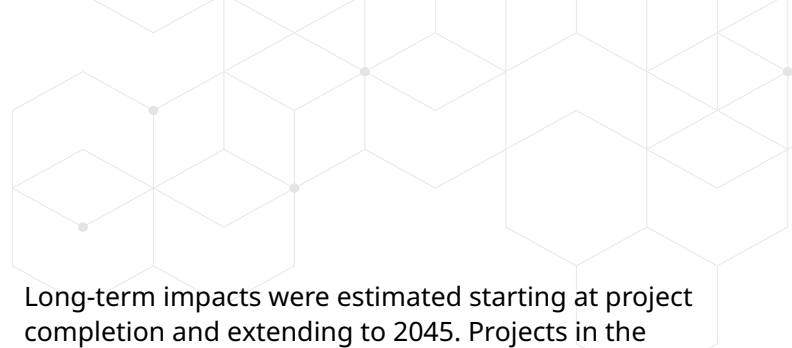 Long-term impacts were estimated starting at project
completion and extending to 2045. Projects in the